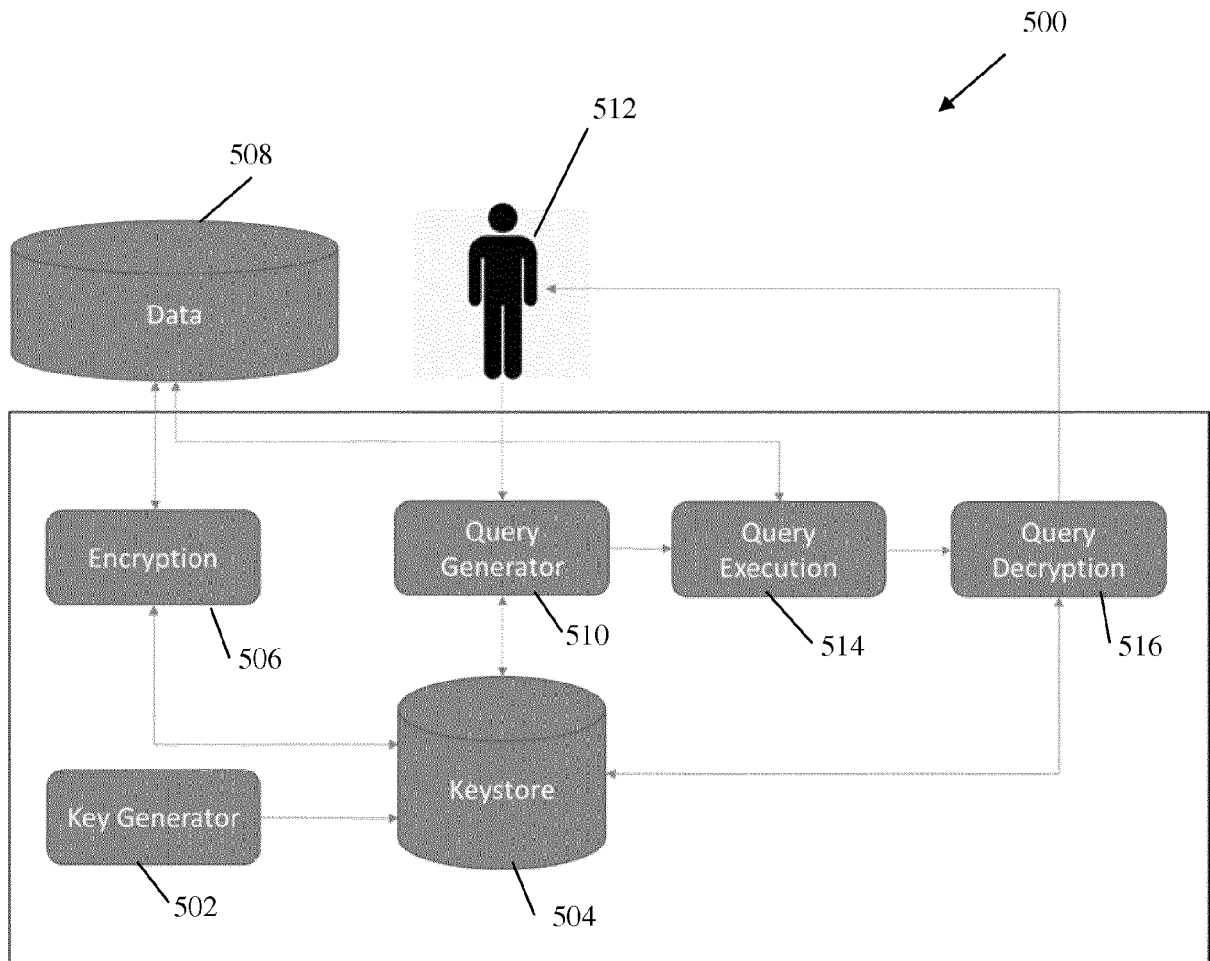 500
512
508
Data
Encryption
Query
Generator
Query
Execution
Query
Decryption
506
510
514
516
Keystore
Key Generator
502
504